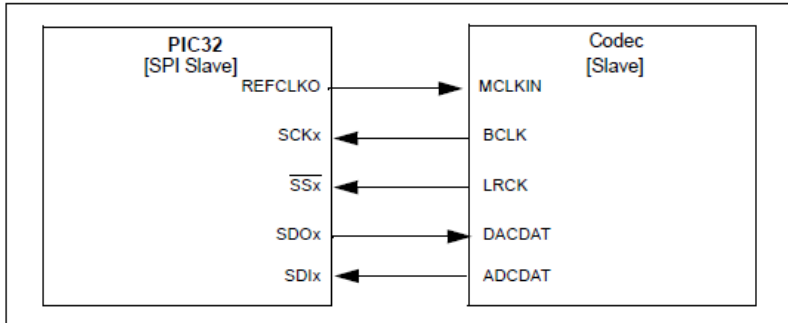 PIC32
[SPI Slave]
Codec
[Slave]
REFCLKO
MCLKIN
SCKx
BCLK
SSx
LRCK
SDOx
DACDAT
SDIx
ADCDAT